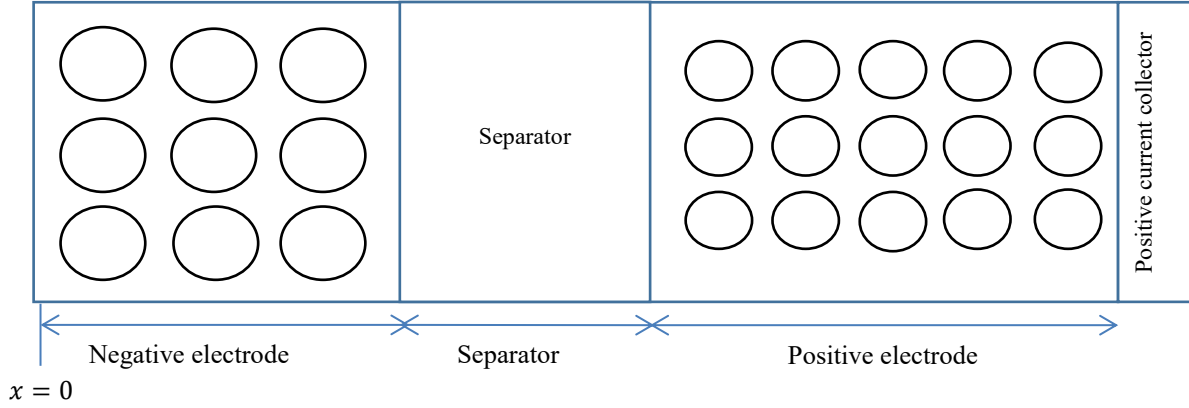 Separator
Positive current collector
Negative electrode
Separator
Positive electrode
x = 0